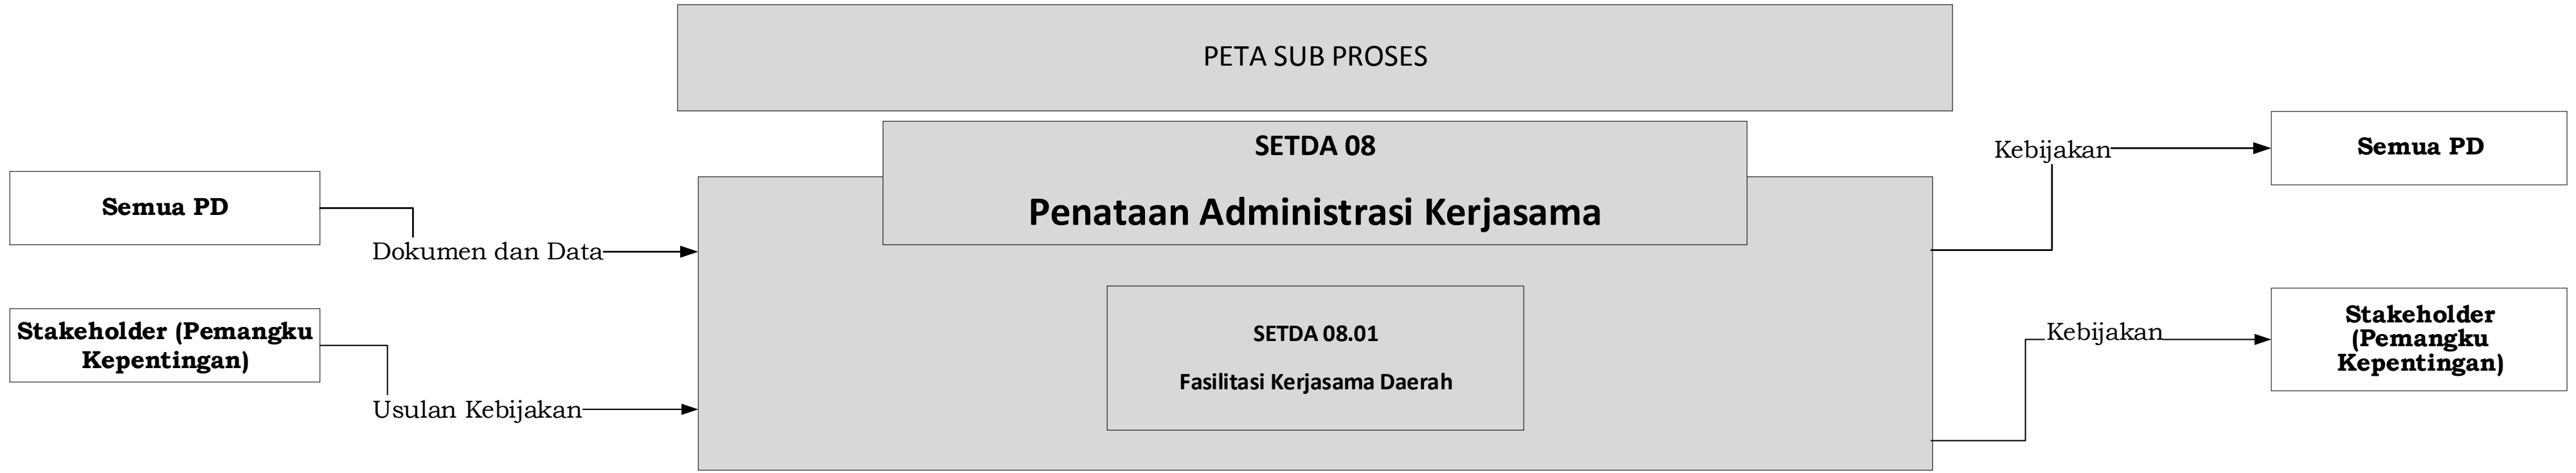 PETA SUB PROSES
SETDA 08
Penataan Administrasi Kerjasama
Semua PD
Dokumen dan Data
Stakeholder (Pemangku
Kepentingan)
Usulan Kebijakan
SETDA 08.01
Fasilitasi Kerjasama Daerah
Kebijakan
Semua PD
Kebijakan
Stakeholder
(Pemangku
Kepentingan)